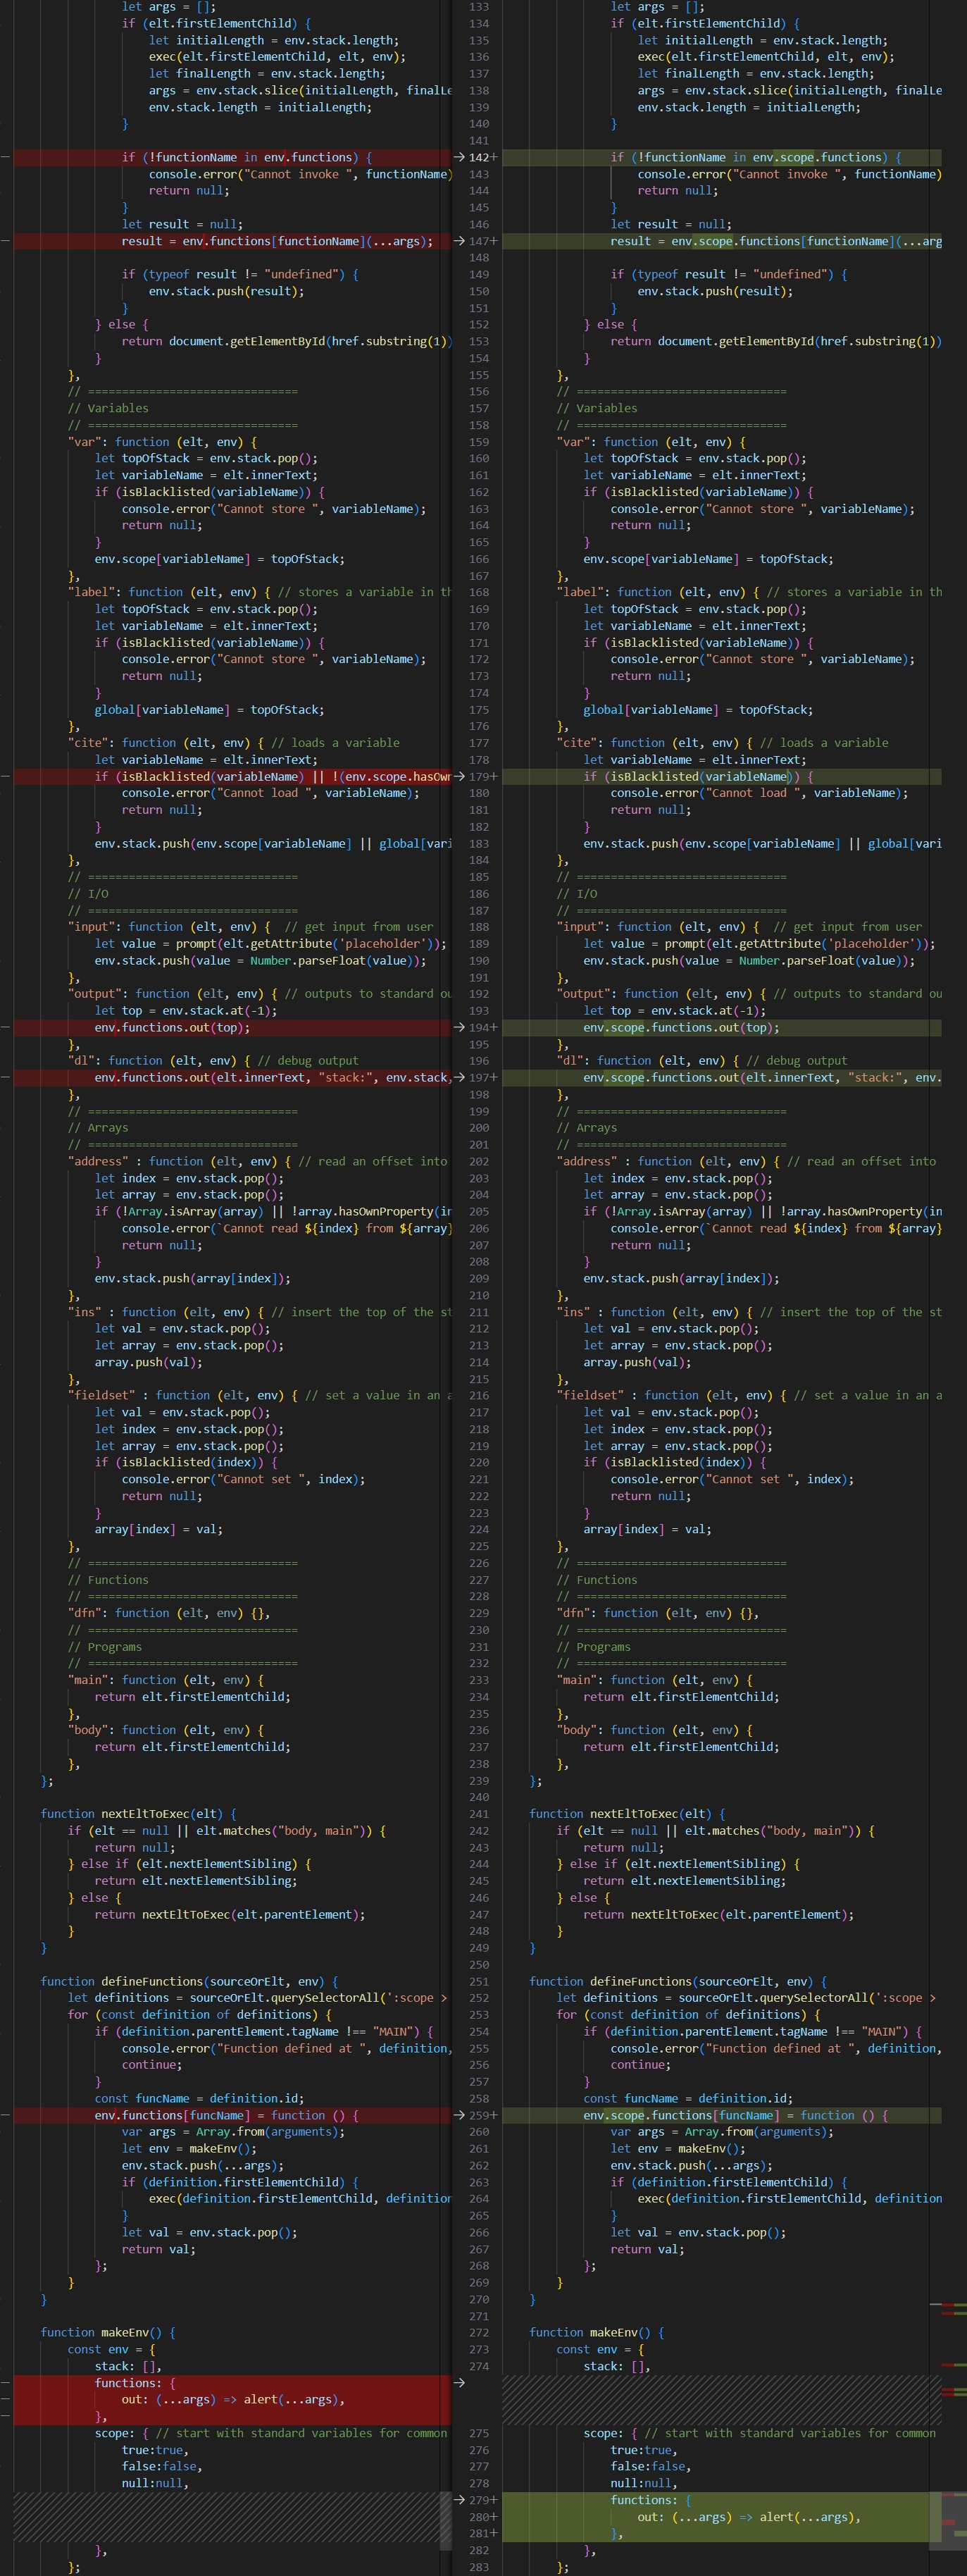 let args = [];
if (elt.firstElementChild) {
let initialLength = env.stack.length;
exec(elt.firstElementChild, elt, env);
let finalLength = env.stack.length;
args = env.stack.slice(initialLength, finalLe
env.stack.length = initialLength;
}
if (!functionName in env.functions) {
console.error("Cannot invoke ", functionName)
return null;
}
let result = null;
result = env.functions[functionName](...args);
if (typeof result != "undefined") {
env.stack.push(result);
}
} else {
return document.getElementById(href.substring(1))
}
},
// ===============================
// Variables
// ===============================
"var": function (elt, env) {
let topOfStack = env.stack.pop();
let variableName = elt.innerText;
if (isBlacklisted(variableName)) {
console.error("Cannot store ", variableName);
return null;
}
env.scope[variableName] = topOfStack;
},
"label": function (elt, env) { // stores a variable in th
let topOfStack = env.stack.pop();
let variableName = elt.innerText;
if (isBlacklisted(variableName)) {
console.error("Cannot store ", variableName);
return null;
}
global[variableName] = topOfStack;
},
"cite": function (elt, env) { // loads a variable
let variableName = elt.innerText;
if (isBlacklisted(variableName) || !(env.scope.hasOwn
console.error("Cannot load ", variableName);
return null;
}
env.stack.push(env.scope[variableName] || global[vari
},
// ===============================
// I/O
// ===============================
"input": function (elt, env) {  // get input from user
let value = prompt(elt.getAttribute('placeholder'));
env.stack.push(value = Number.parseFloat(value));
},
"output": function (elt, env) { // outputs to standard ou
let top = env.stack.at(-1);
env.functions.out(top);
},
"dl": function (elt, env) { // debug output
env.functions.out(elt.innerText, "stack:", env.stack,
},
// ===============================
// Arrays
// ===============================
"address" : function (elt, env) { // read an offset into
let index = env.stack.pop();
let array = env.stack.pop();
if (!Array.isArray(array) || !array.hasOwnProperty(in
console.error(`Cannot read ${index} from ${array}
return null;
}
env.stack.push(array[index]);
},
"ins" : function (elt, env) { // insert the top of the st
let val = env.stack.pop();
let array = env.stack.pop();
array.push(val);
},
"fieldset" : function (elt, env) { // set a value in an a
let val = env.stack.pop();
let index = env.stack.pop();
let array = env.stack.pop();
if (isBlacklisted(index)) {
console.error("Cannot set ", index);
return null;
}
array[index] = val;
},
// ===============================
// Functions
// ===============================
"dfn": function (elt, env) {},
// ===============================
// Programs
// ===============================
"main": function (elt, env) {
return elt.firstElementChild;
},
"body": function (elt, env) {
return elt.firstElementChild;
},
};
function nextEltToExec(elt) {
if (elt == null || elt.matches("body, main")) {
return null;
} else if (elt.nextElementSibling) {
return elt.nextElementSibling;
} else {
return nextEltToExec(elt.parentElement);
}
}
function defineFunctions(sourceOrElt, env) {
let definitions = sourceOrElt.querySelectorAll(':scope >
for (const definition of definitions) {
if (definition.parentElement.tagName !== "MAIN") {
console.error("Function defined at ", definition,
continue;
}
const funcName = definition.id;
env.functions[funcName] = function () {
var args = Array.from(arguments);
let env = makeEnv();
env.stack.push(...args);
if (definition.firstElementChild) {
exec(definition.firstElementChild, definition
}
let val = env.stack.pop();
return val;
};
}
}
function makeEnv() {
const env = {
stack: [],
functions: {
out: (...args) => alert(...args),
},
scope: { // start with standard variables for common
true:true,
false:false,
null:null,
},
};
133 let args = [];
134 if (elt.firstElementChild) {
135 let initialLength = env.stack.length;
136 exec(elt.firstElementChild, elt, env);
137 let finalLength = env.stack.length;
138 args = env.stack.slice(initialLength, finalLe
139 env.stack.length = initialLength;
140 }
141
142+ if (!functionName in env.scope.functions) {
143 console.error("Cannot invoke ", functionName)
144 return null;
145 }
146 let result = null;
147+ result = env.scope.functions[functionName](...arg
148
149 if (typeof result != "undefined") {
150 env.stack.push(result);
151 }
152 } else {
153 return document.getElementById(href.substring(1))
154 }
155 },
156 // ===============================
157 // Variables
158 // ===============================
159 "var": function (elt, env) {
160 let topOfStack = env.stack.pop();
161 let variableName = elt.innerText;
162 if (isBlacklisted(variableName)) {
163 console.error("Cannot store ", variableName);
164 return null;
165 }
166 env.scope[variableName] = topOfStack;
167 },
168 "label": function (elt, env) { // stores a variable in th
169 let topOfStack = env.stack.pop();
170 let variableName = elt.innerText;
171 if (isBlacklisted(variableName)) {
172 console.error("Cannot store ", variableName);
173 return null;
174 }
175 global[variableName] = topOfStack;
176 },
177 "cite": function (elt, env) { // loads a variable
178 let variableName = elt.innerText;
179+ if (isBlacklisted(variableName)) {
180 console.error("Cannot load ", variableName);
181 return null;
182 }
183 env.stack.push(env.scope[variableName] || global[vari
184 },
185 // ===============================
186 // I/O
187 // ===============================
188 "input": function (elt, env) {  // get input from user
189 let value = prompt(elt.getAttribute('placeholder'));
190 env.stack.push(value = Number.parseFloat(value));
191 },
192 "output": function (elt, env) { // outputs to standard ou
193 let top = env.stack.at(-1);
194+ env.scope.functions.out(top);
195 },
196 "dl": function (elt, env) { // debug output
197+ env.scope.functions.out(elt.innerText, "stack:", env.
198 },
199 // ===============================
200 // Arrays
201 // ===============================
202 "address" : function (elt, env) { // read an offset into
203 let index = env.stack.pop();
204 let array = env.stack.pop();
205 if (!Array.isArray(array) || !array.hasOwnProperty(in
206 console.error(`Cannot read ${index} from ${array}
207 return null;
208 }
209 env.stack.push(array[index]);
210 },
211 "ins" : function (elt, env) { // insert the top of the st
212 let val = env.stack.pop();
213 let array = env.stack.pop();
214 array.push(val);
215 },
216 "fieldset" : function (elt, env) { // set a value in an a
217 let val = env.stack.pop();
218 let index = env.stack.pop();
219 let array = env.stack.pop();
220 if (isBlacklisted(index)) {
221 console.error("Cannot set ", index);
222 return null;
223 }
224 array[index] = val;
225 },
226 // ===============================
227 // Functions
228 // ===============================
229 "dfn": function (elt, env) {},
230 // ===============================
231 // Programs
232 // ===============================
233 "main": function (elt, env) {
234 return elt.firstElementChild;
235 },
236 "body": function (elt, env) {
237 return elt.firstElementChild;
238 },
239 };
240
241 function nextEltToExec(elt) {
242 if (elt == null || elt.matches("body, main")) {
243 return null;
244 } else if (elt.nextElementSibling) {
245 return elt.nextElementSibling;
246 } else {
247 return nextEltToExec(elt.parentElement);
248 }
249 }
250
251 function defineFunctions(sourceOrElt, env) {
252 let definitions = sourceOrElt.querySelectorAll(':scope >
253 for (const definition of definitions) {
254 if (definition.parentElement.tagName !== "MAIN") {
255 console.error("Function defined at ", definition,
256 continue;
257 }
258 const funcName = definition.id;
259+ env.scope.functions[funcName] = function () {
260 var args = Array.from(arguments);
261 let env = makeEnv();
262 env.stack.push(...args);
263 if (definition.firstElementChild) {
264 exec(definition.firstElementChild, definition
265 }
266 let val = env.stack.pop();
267 return val;
268 };
269 }
270 }
271
272 function makeEnv() {
273 const env = {
274 stack: [],
275 scope: { // start with standard variables for common
276 true:true,
277 false:false,
278 null:null,
279+ functions: {
280+ out: (...args) => alert(...args),
281+ },
282 },
283 };